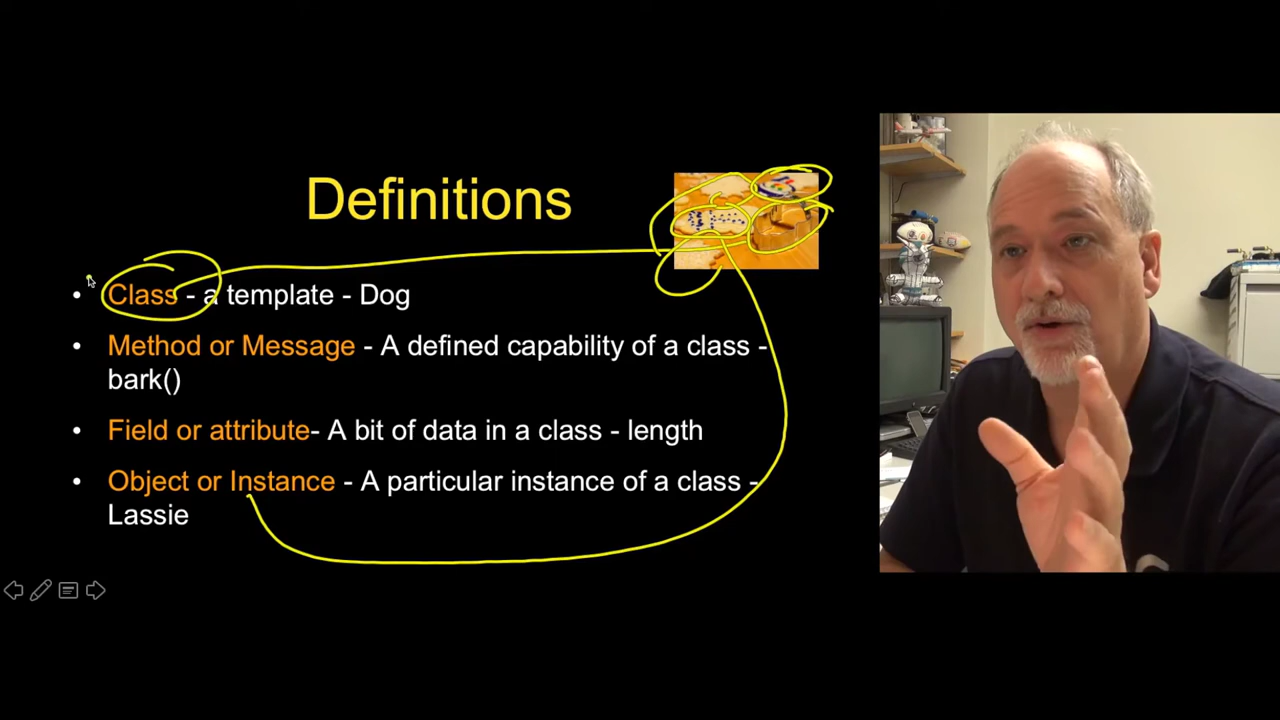 Definitions
• Class - a template - Dog
• Method or Message - A defined capability of a class -
bark()
• Field or attribute- A bit of data in a class - length
• Object or Instance - A particular instance of a class -
Lassie